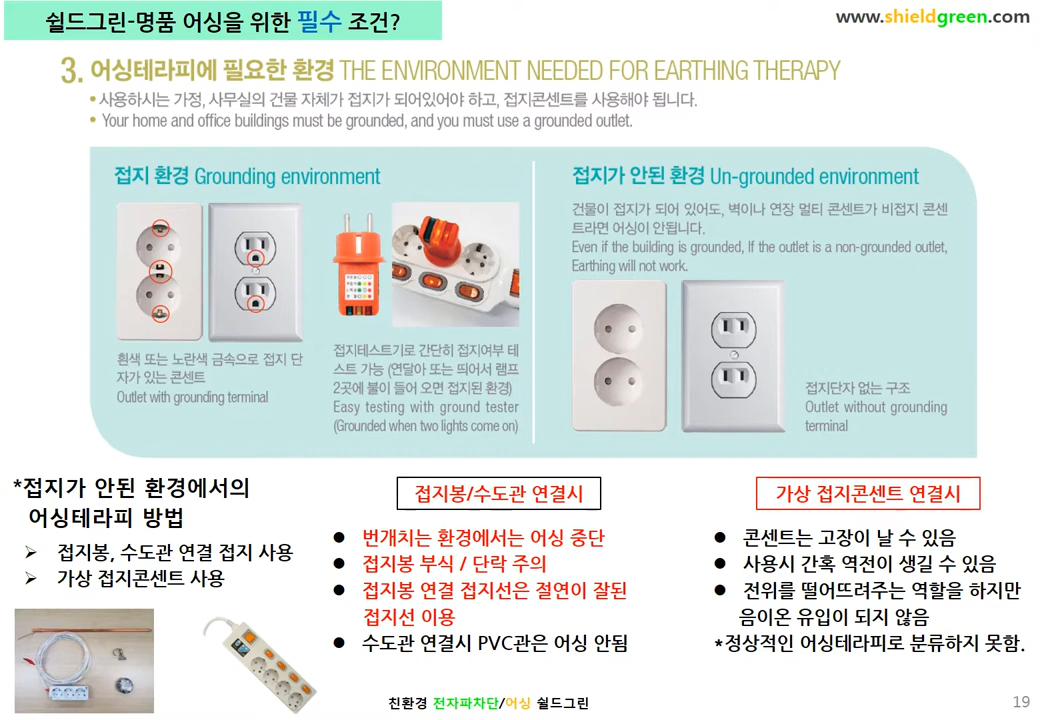 쉴드그린-명품 어싱을 위한 필수 조건?
www.shieldgreen.com
3. 어싱테라피에 필요한 환경 THE ENVIRONMENT NEEDED FOR EARTHING THERAPY
• 사용하시는 가정, 사무실의 건물 자체가 접지가 되어있어야 하고, 접지콘센트를 사용해야 됩니다.
• Your home and office buildings must be grounded, and you must use a grounded outlet.
접지 환경 Grounding environment
흰색 또는 노란색 금속으로 접지 단
자가 있는 콘센트
Outlet with grounding terminal
접지테스트기로 간단히 접지여부 테
스트 가능 (연달아 또는 띄어서 램프
2곳에 불이 들어 오면 접지된 환경)
Easy testing with ground tester
(Grounded when two lights come on)
접지가 안된 환경 Un-grounded environment
건물이 접지가 되어 있어도, 벽이나 연장 멀티 콘센트가 비접지 콘센
트라면 어싱이 안됩니다.
Even if the building is grounded, If the outlet is a non-grounded outlet,
Earthing will not work.
접지단자 없는 구조
Outlet without grounding
terminal
*접지가 안된 환경에서의
어싱테라피 방법
➢ 접지봉, 수도관 연결 접지 사용
➢ 가상 접지콘센트 사용
접지봉/수도관 연결시
● 번개치는 환경에서는 어싱 중단
● 접지봉 부식 / 단락 주의
● 접지봉 연결 접지선은 절연이 잘된
접지선 이용
● 수도관 연결시 PVC관은 어싱 안됨
가상 접지콘센트 연결시
● 콘센트는 고장이 날 수 있음
● 사용시 간혹 역전이 생길 수 있음
● 전위를 떨어뜨려주는 역할을 하지만
음이온 유입이 되지 않음
*정상적인 어싱테라피로 분류하지 못함.
친환경 전자파차단/어싱 쉴드그린
19